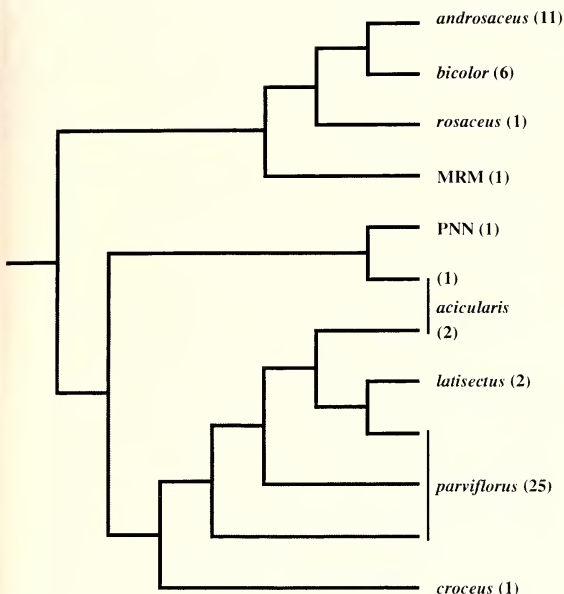 androsaceus (11)
bicolor (6)
rosaceus (1)
MRM (1)
PNN (1)
(1)
acicularis
(2)
latisectus (2)
parviflorus (25)
croceus (1)